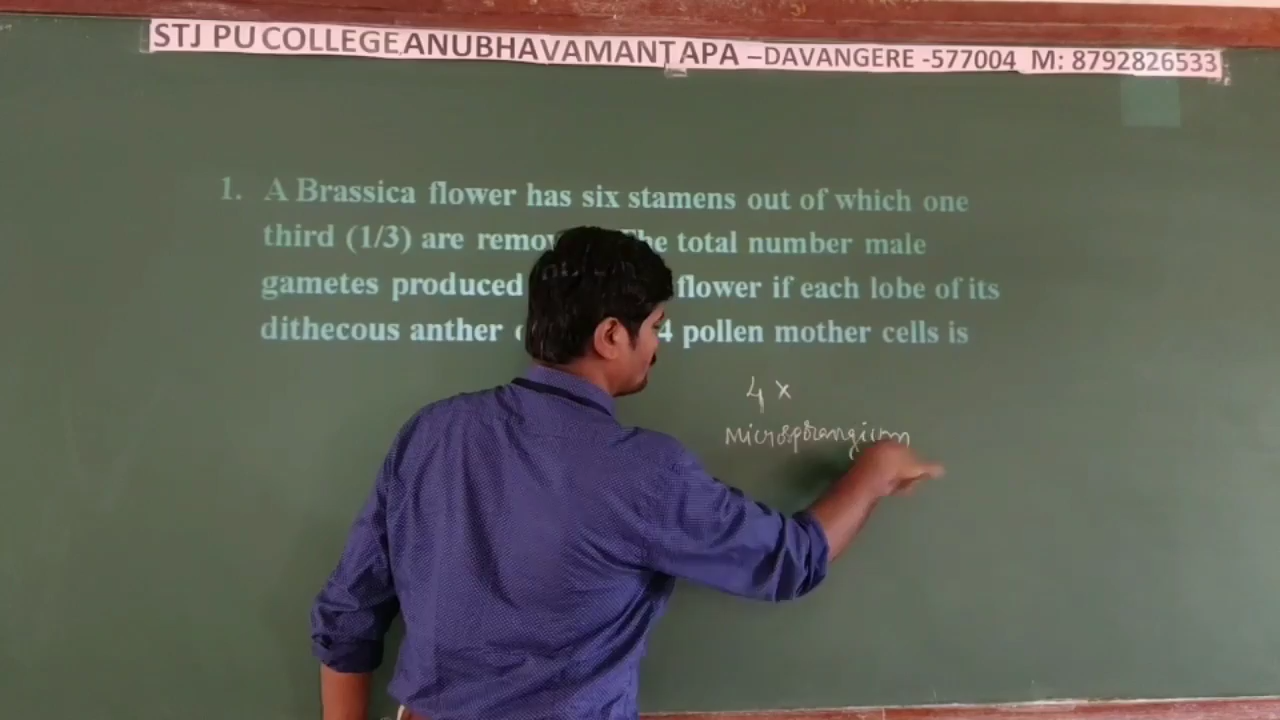 STJ PU COLLEGE ANUBHAVAMANTAPA –DAVANGERE -577004 M: 8792826533
1. A Brassica flower has six stamens out of which one
third (1/3) are remov he total number male
gametes produced flower if each lobe of its
dithecous anther 4 pollen mother cells is
4 ×
Microsporangium